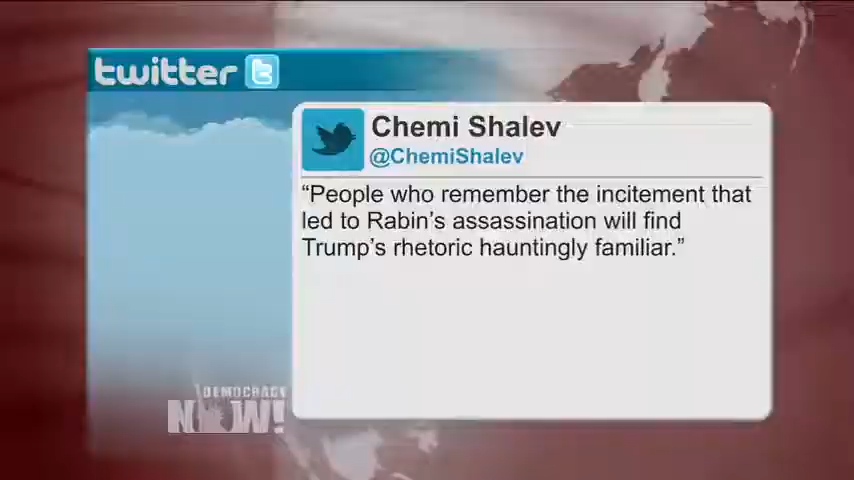 twitter
Chemi Shalev
@ChemiShalev
“People who remember the incitement that
led to Rabin’s assassination will find
Trump’s rhetoric hauntingly familiar.”
DEMOCRACY
NOW!